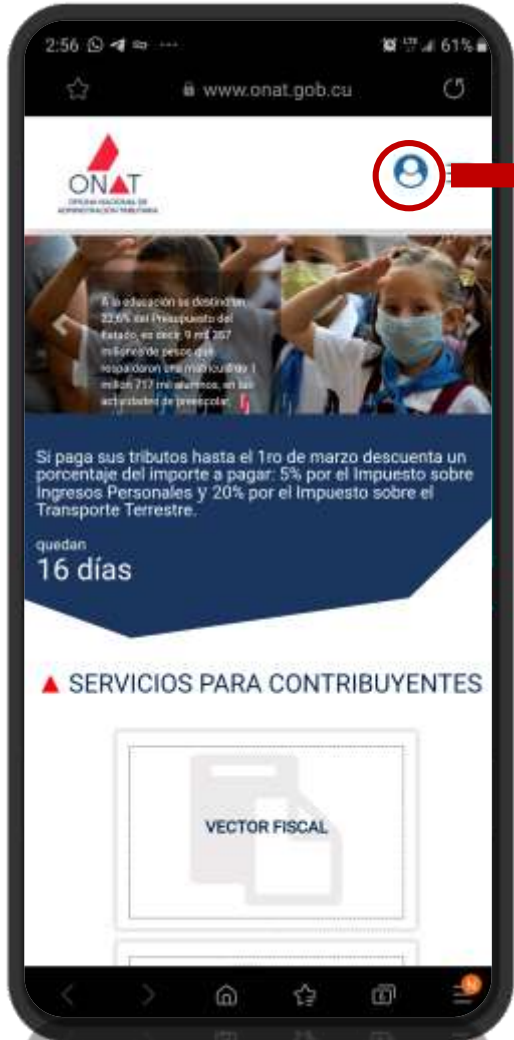 2:56
LTE
61%
www.onat.gob.cu
ONAT
OFICINA NACIONAL DE
ADMINISTRACIÓN TRIBUTARIA
A la educación se destinó un
22,6% del Presupuesto del
Estado, es decir, 9 mil 267
millones de pesos que
respaldaron una matrícula de 1
millón 717 mil alumnos, en las
actividades de preescolar,
Si paga sus tributos hasta el 1ro de marzo descuenta un
porcentaje del importe a pagar: 5% por el Impuesto sobre
Ingresos Personales y 20% por el Impuesto sobre el
Transporte Terrestre.
quedan
16 días
SERVICIOS PARA CONTRIBUYENTES
VECTOR FISCAL